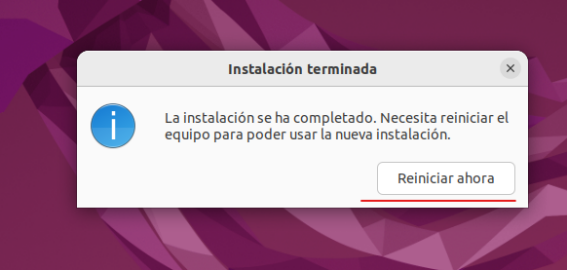 Instalación terminada
La instalación se ha completado. Necesita reiniciar el
equipo para poder usar la nueva instalación.
Reiniciar ahora